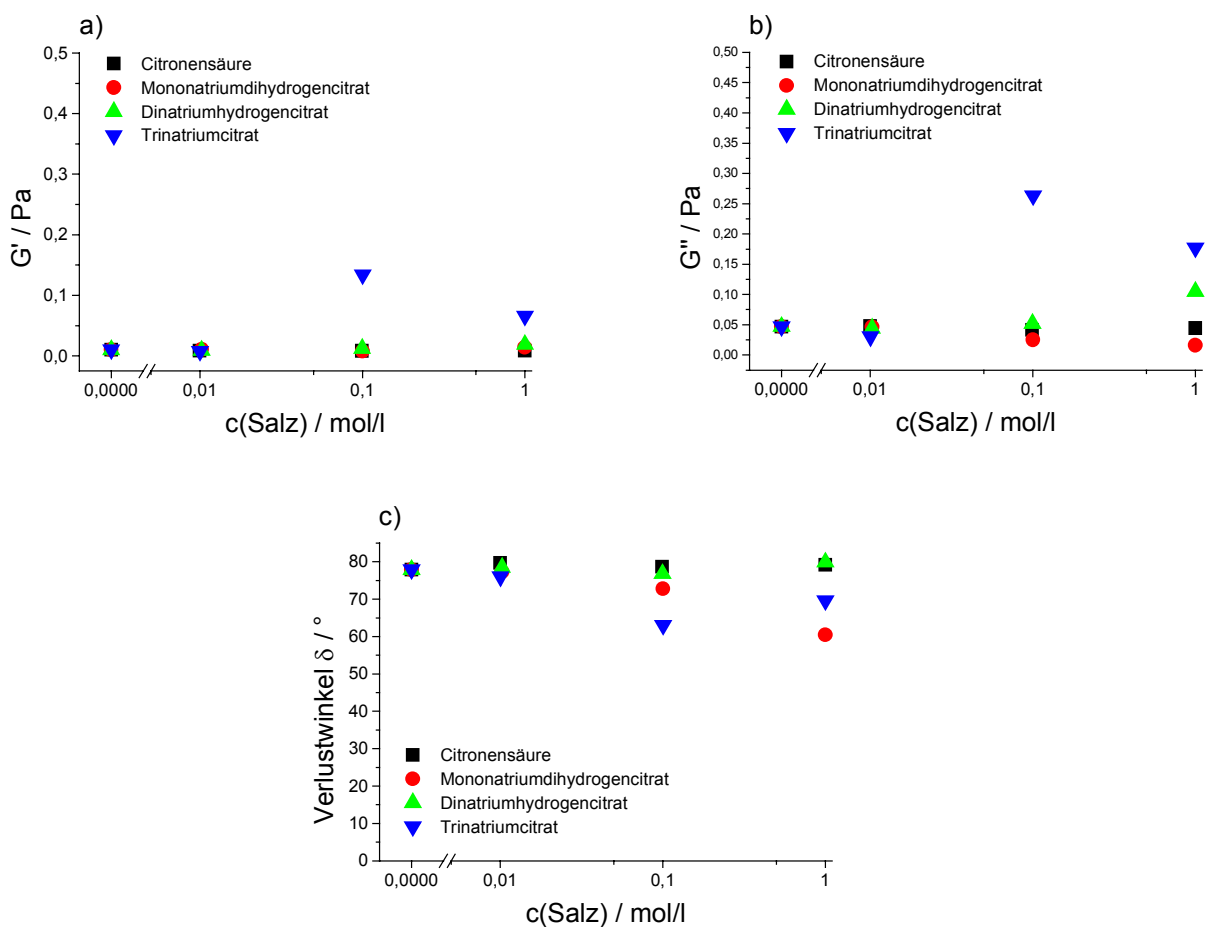 a)
0,5
0,4
0,3
0,2
0,1
0,0
G' / Pa
Citronensäure
Mononatriumdihydrogencitrat
Dinatriumhydrogencitrat
Trinatriumcitrat
0,0000 0,01 0,1 1
c(Salz) / mol/l
b)
0,50
0,45
0,40
0,35
0,30
0,25
0,20
0,15
0,10
0,05
0,00
G'' / Pa
Citronensäure
Mononatriumdihydrogencitrat
Dinatriumhydrogencitrat
Trinatriumcitrat
0,0000 0,01 0,1 1
c(Salz) / mol/l
c)
80
70
60
50
40
30
20
10
0
Verlustwinkel δ / °
Citronensäure
Mononatriumdihydrogencitrat
Dinatriumhydrogencitrat
Trinatriumcitrat
0,0000 0,01 0,1 1
c(Salz) / mol/l